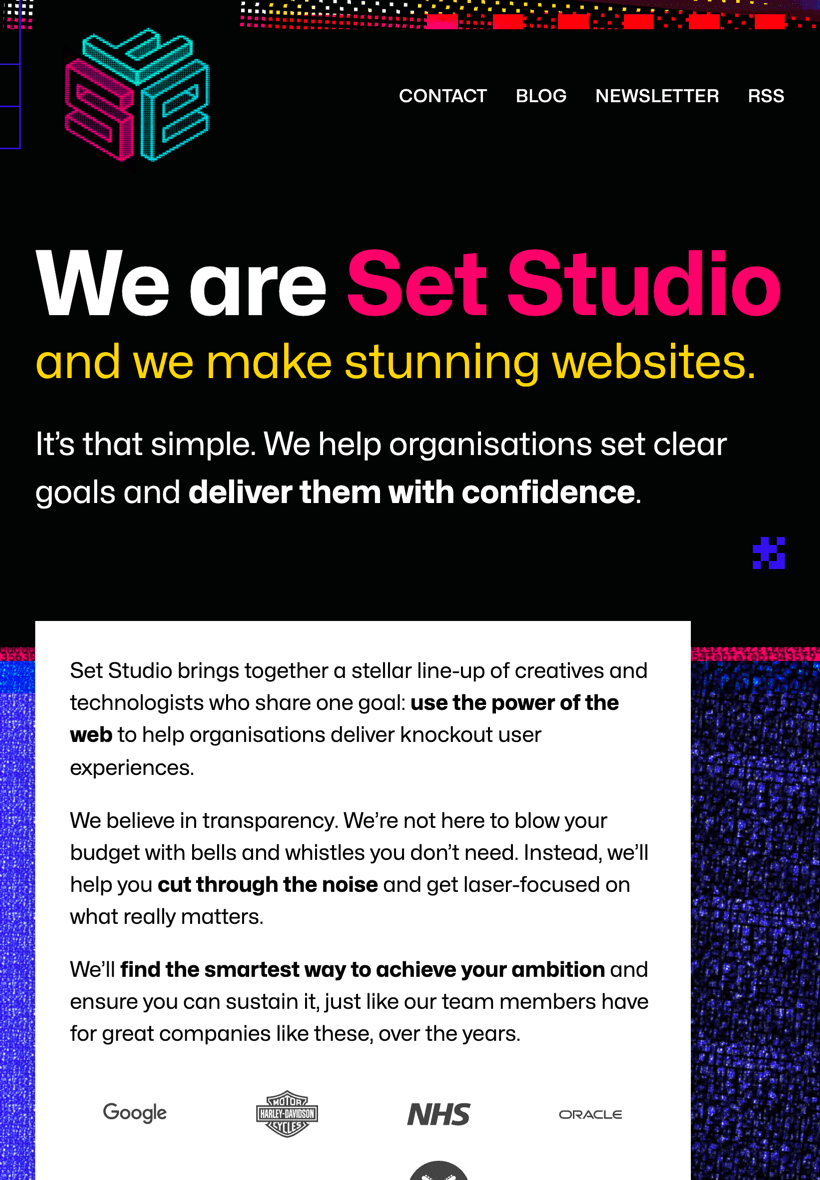 CONTACT BLOG NEWSLETTER RSS
We are Set Studio
and we make stunning websites.
It’s that simple. We help organisations set clear
goals and deliver them with confidence.
Set Studio brings together a stellar line-up of creatives and
technologists who share one goal: use the power of the
web to help organisations deliver knockout user
experiences.
We believe in transparency. We’re not here to blow your
budget with bells and whistles you don’t need. Instead, we’ll
help you cut through the noise and get laser-focused on
what really matters.
We’ll find the smartest way to achieve your ambition and
ensure you can sustain it, just like our team members have
for great companies like these, over the years.
Google MOTOR HARLEY-DAVIDSON CYCLES NHS ORACLE